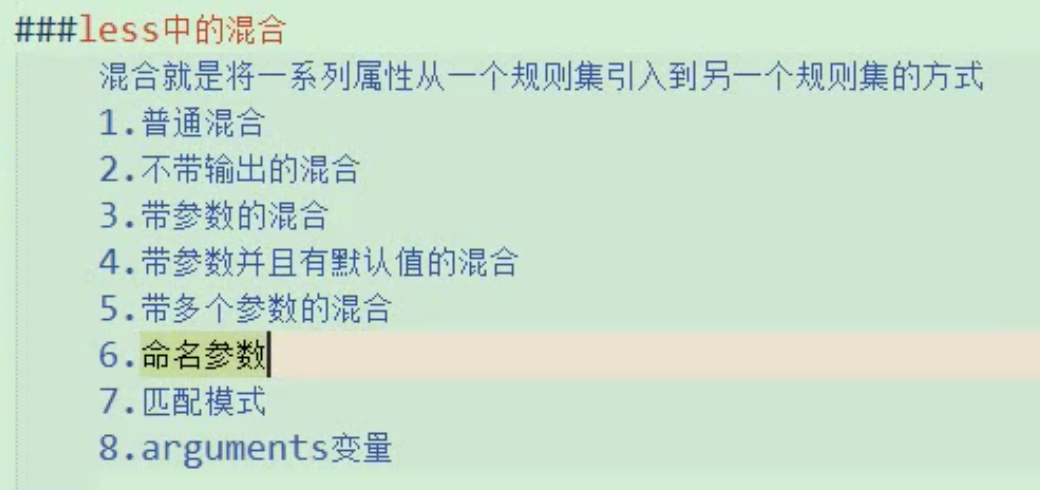 ###less中的混合
混合就是将一系列属性从一个规则集引入到另一个规则集的方式
1.普通混合
2.不带输出的混合
3.带参数的混合
4.带参数并且有默认值的混合
5.带多个参数的混合
6.命名参数
7.匹配模式
8.arguments变量